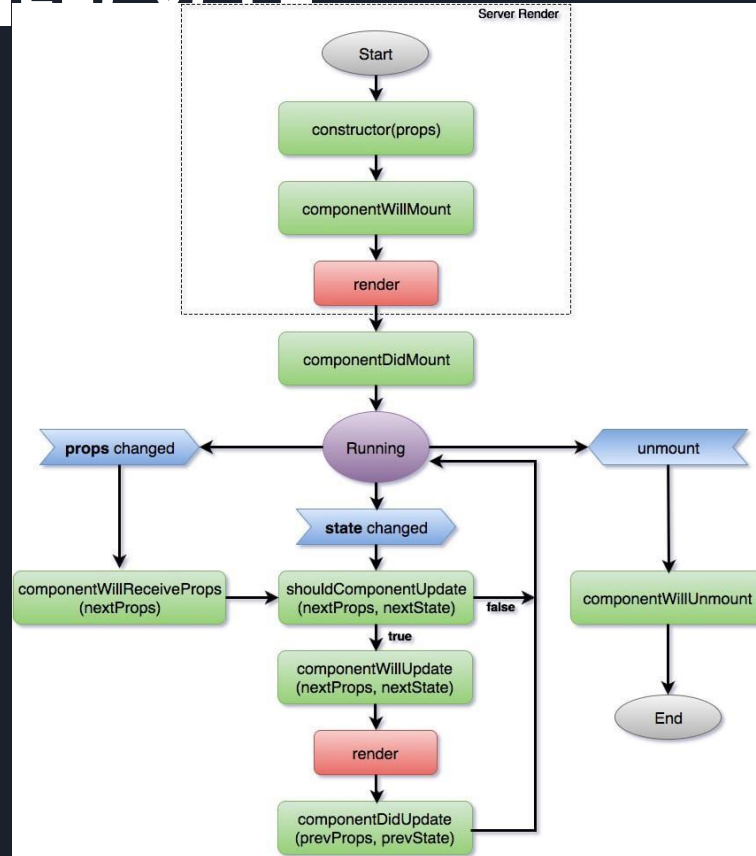 Server Render
Start
constructor(props)
componentWillMount
render
componentDidMount
props changed
Running
unmount
state changed
componentWillReceiveProps
(nextProps)
shouldComponentUpdate
(nextProps, nextState)
false
componentWillUnmount
true
componentWillUpdate
(nextProps, nextState)
End
render
componentDidUpdate
(prevProps, prevState)